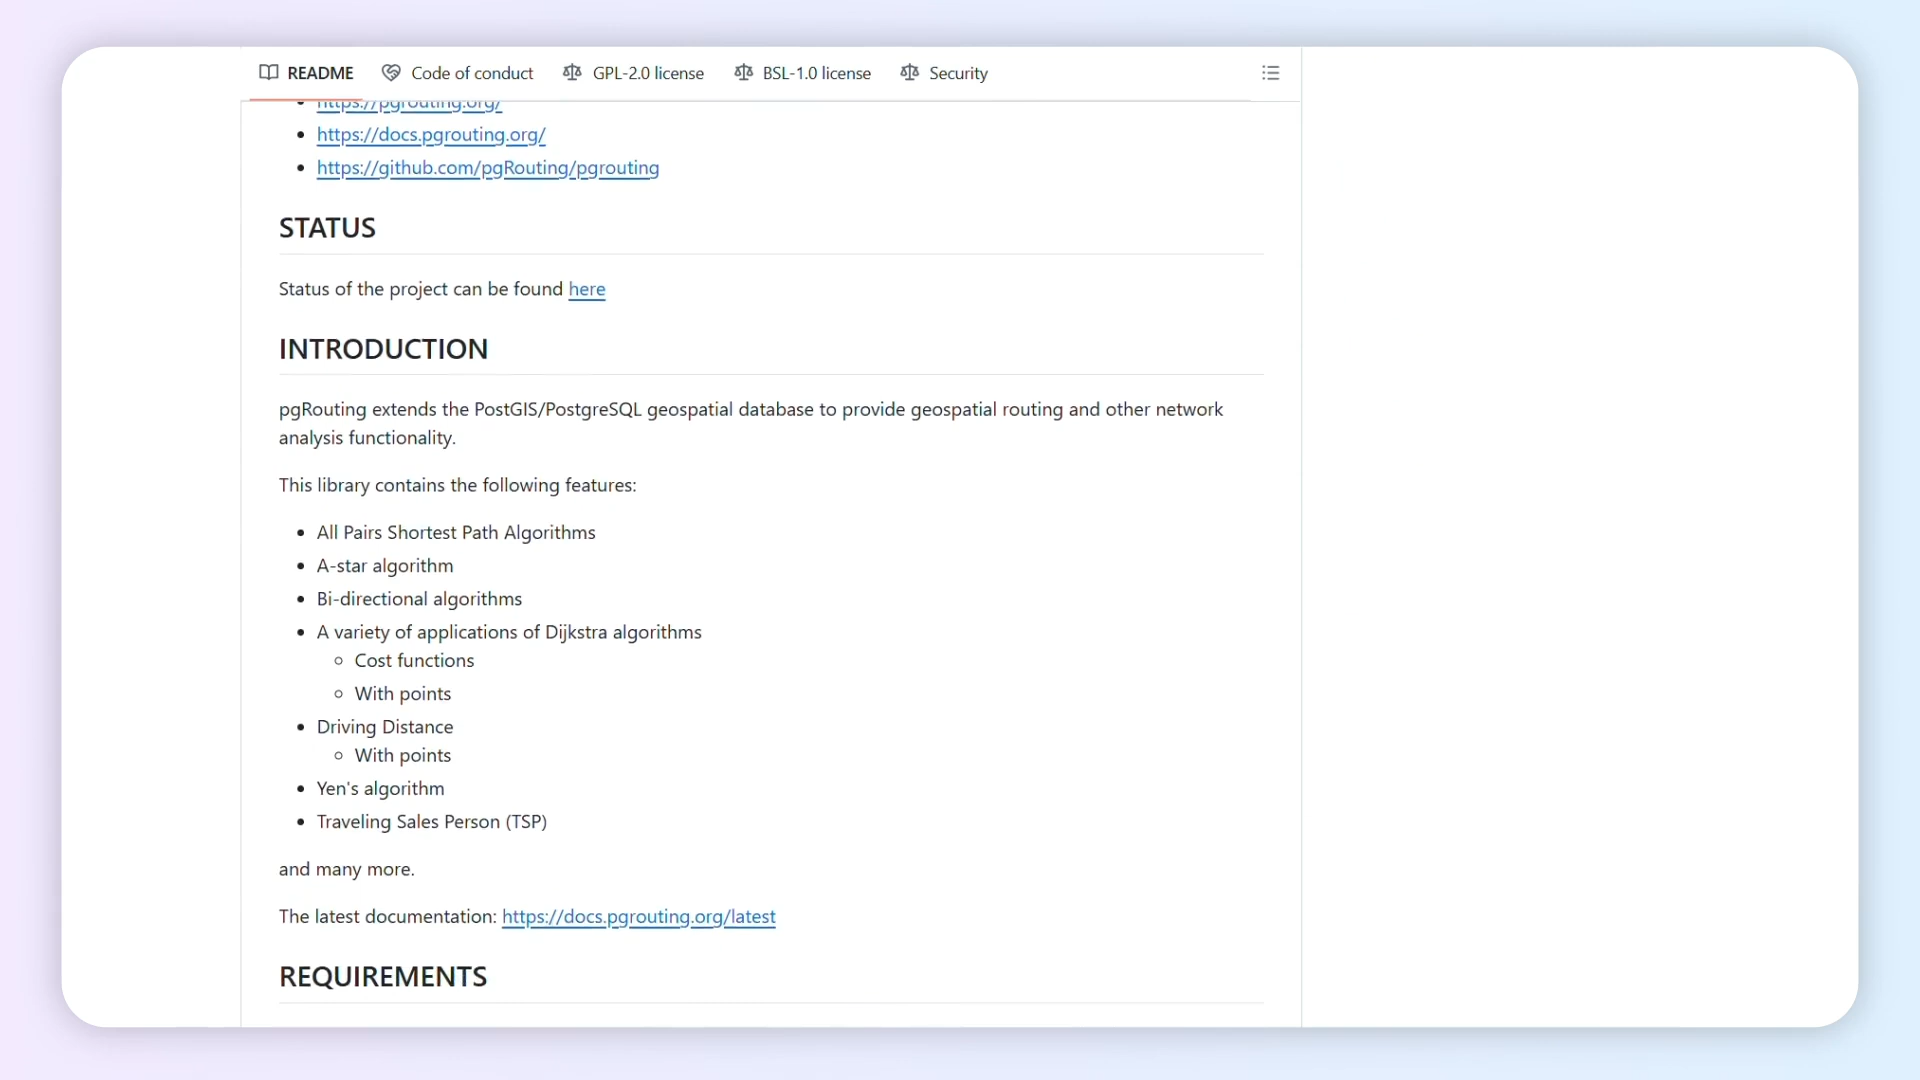 README Code of conduct GPL-2.0 license BSL-1.0 license Security
https://pgrouting.org/
https://docs.pgrouting.org/
https://github.com/pgRouting/pgrouting
STATUS
Status of the project can be found here
INTRODUCTION
pgRouting extends the PostGIS/PostgreSQL geospatial database to provide geospatial routing and other network
analysis functionality.
This library contains the following features:
All Pairs Shortest Path Algorithms
A-star algorithm
Bi-directional algorithms
A variety of applications of Dijkstra algorithms
Cost functions
With points
Driving Distance
With points
Yen's algorithm
Traveling Sales Person (TSP)
and many more.
The latest documentation: https://docs.pgrouting.org/latest
REQUIREMENTS